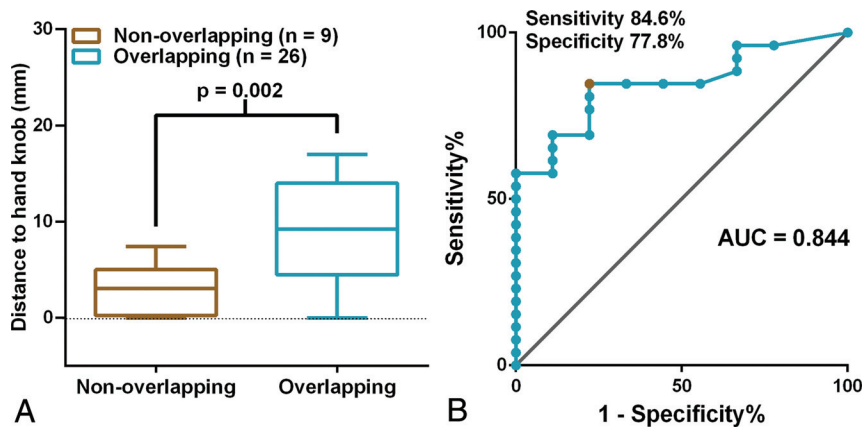 30
20
10
0
Distance to hand knob (mm)
Non-overlapping (n = 9)
Overlapping (n = 26)
p = 0.002
Non-overlapping
Overlapping
A
Sensitivity 84.6%
Specificity 77.8%
100
50
0
Sensitivity%
AUC = 0.844
0
50
100
1 - Specificity%
B